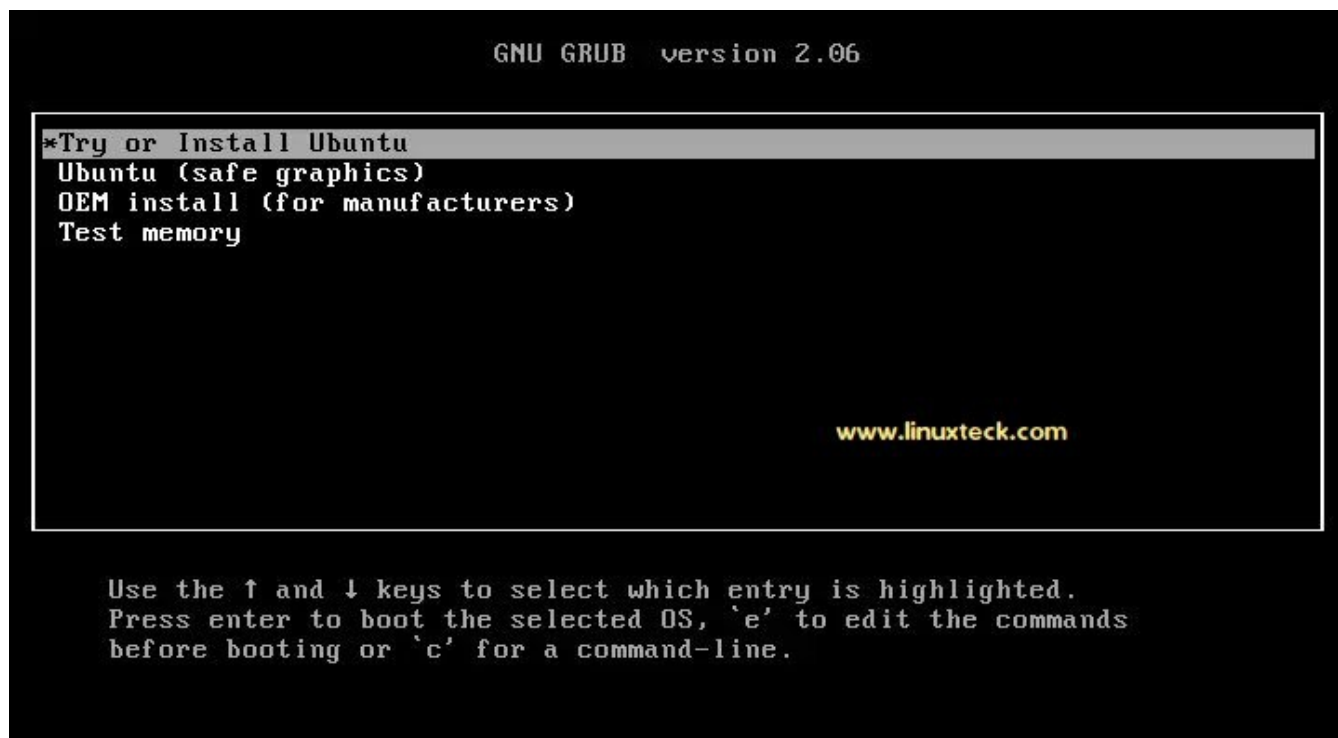 GNU GRUB version 2.06
*Try or Install Ubuntu
Ubuntu (safe graphics)
OEM install (for manufacturers)
Test memory
www.linuxteck.com
Use the ↑ and ↓ keys to select which entry is highlighted.
Press enter to boot the selected OS, `e' to edit the commands
before booting or `c' for a command-line.